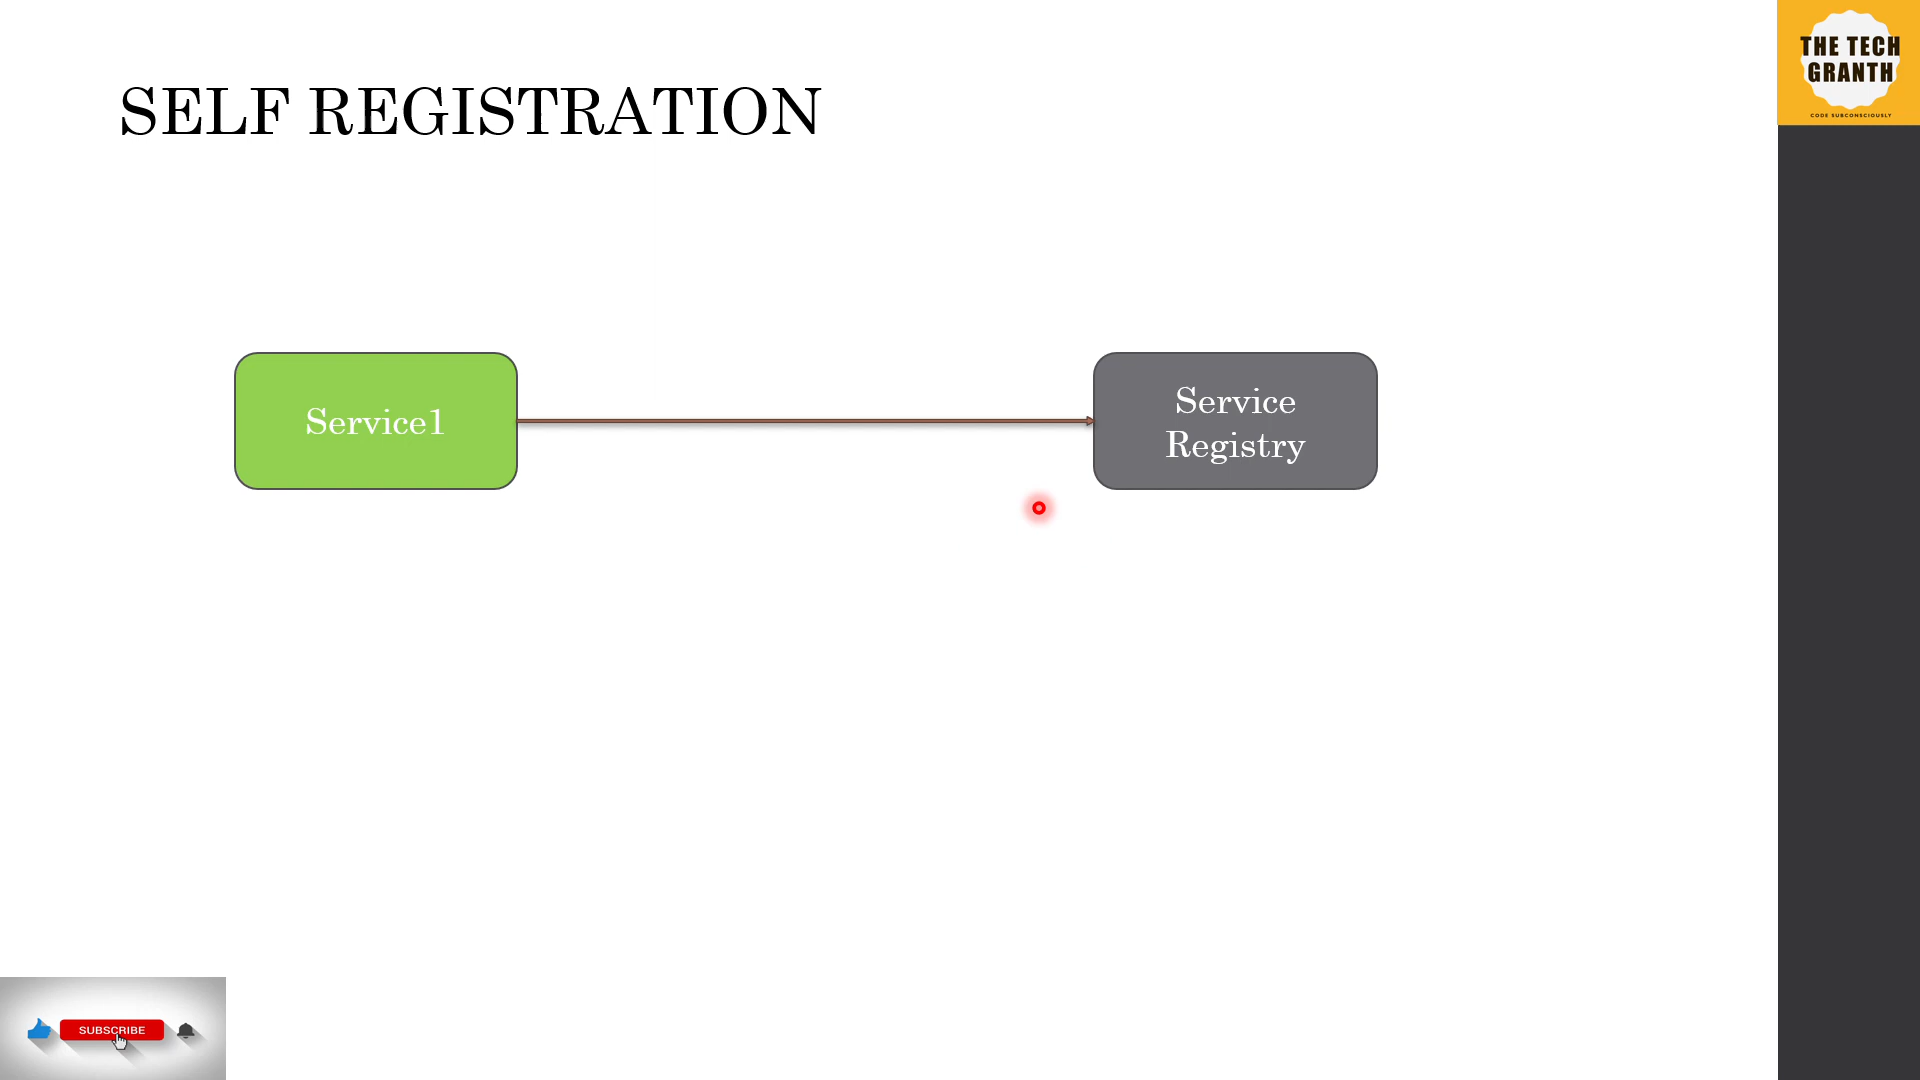 THE TECH
GRANTH
CODE SUBCONSCIOUSLY
SELF REGISTRATION
Service1
Service
Registry
SUBSCRIBE